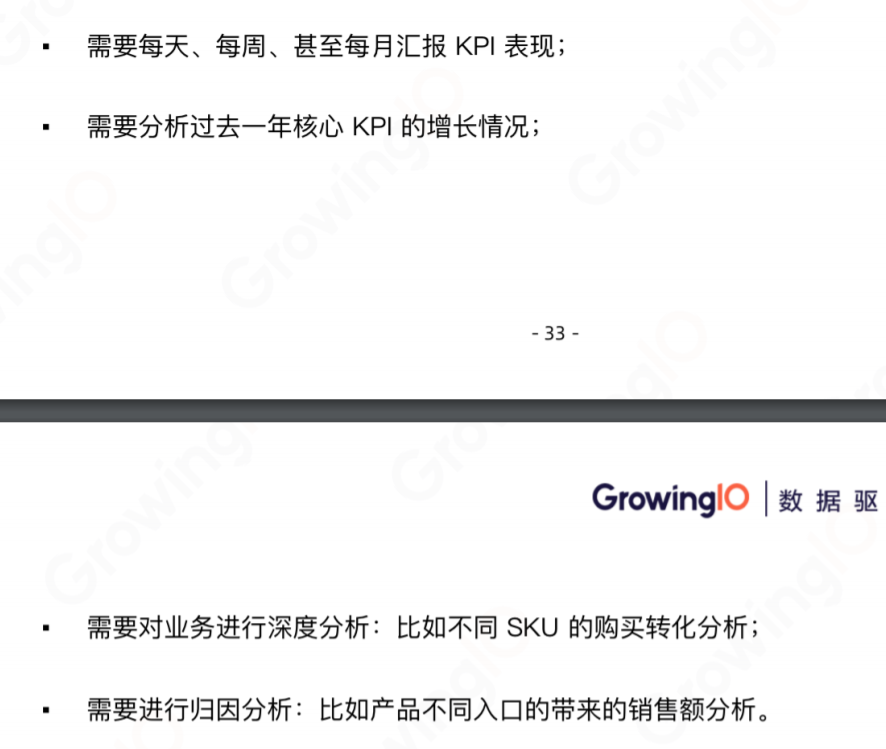 ▪ 需要每天、每周、甚至每月汇报 KPI 表现；
▪ 需要分析过去一年核心 KPI 的增长情况；
- 33 -
GrowingIO | 数据驱
▪ 需要对业务进行深度分析：比如不同 SKU 的购买转化分析；
▪ 需要进行归因分析：比如产品不同入口的带来的销售额分析。